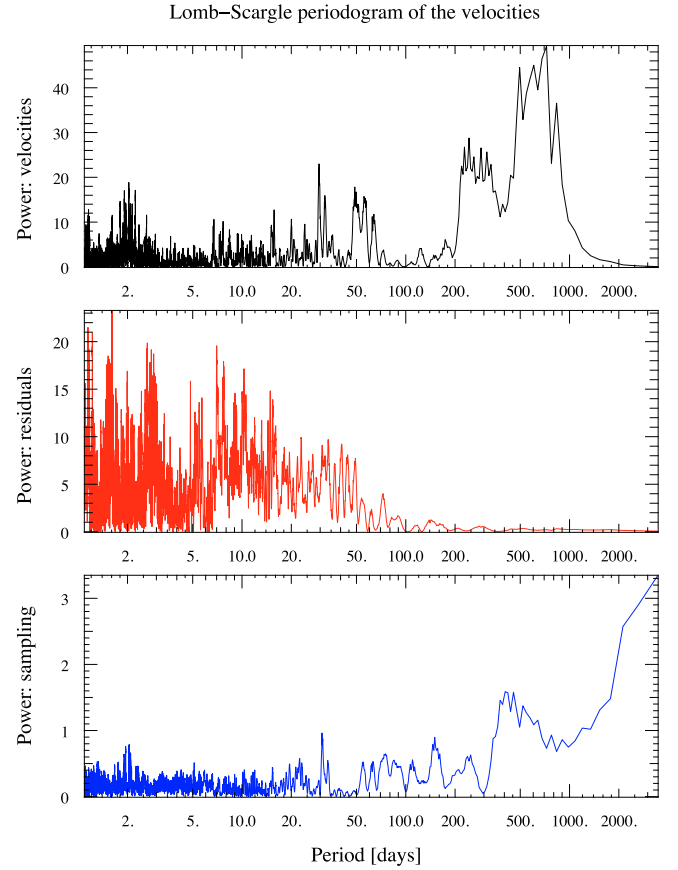 Lomb−Scargle periodogram of the velocities
Power: velocities
40
30
20
10
0
2. 5. 10.0 20. 50. 100.0 200. 500. 1000. 2000.
Power: residuals
20
15
10
5
0
2. 5. 10.0 20. 50. 100.0 200. 500. 1000. 2000.
Power: sampling
3
2
1
0
2. 5. 10.0 20. 50. 100.0 200. 500. 1000. 2000.
Period [days]